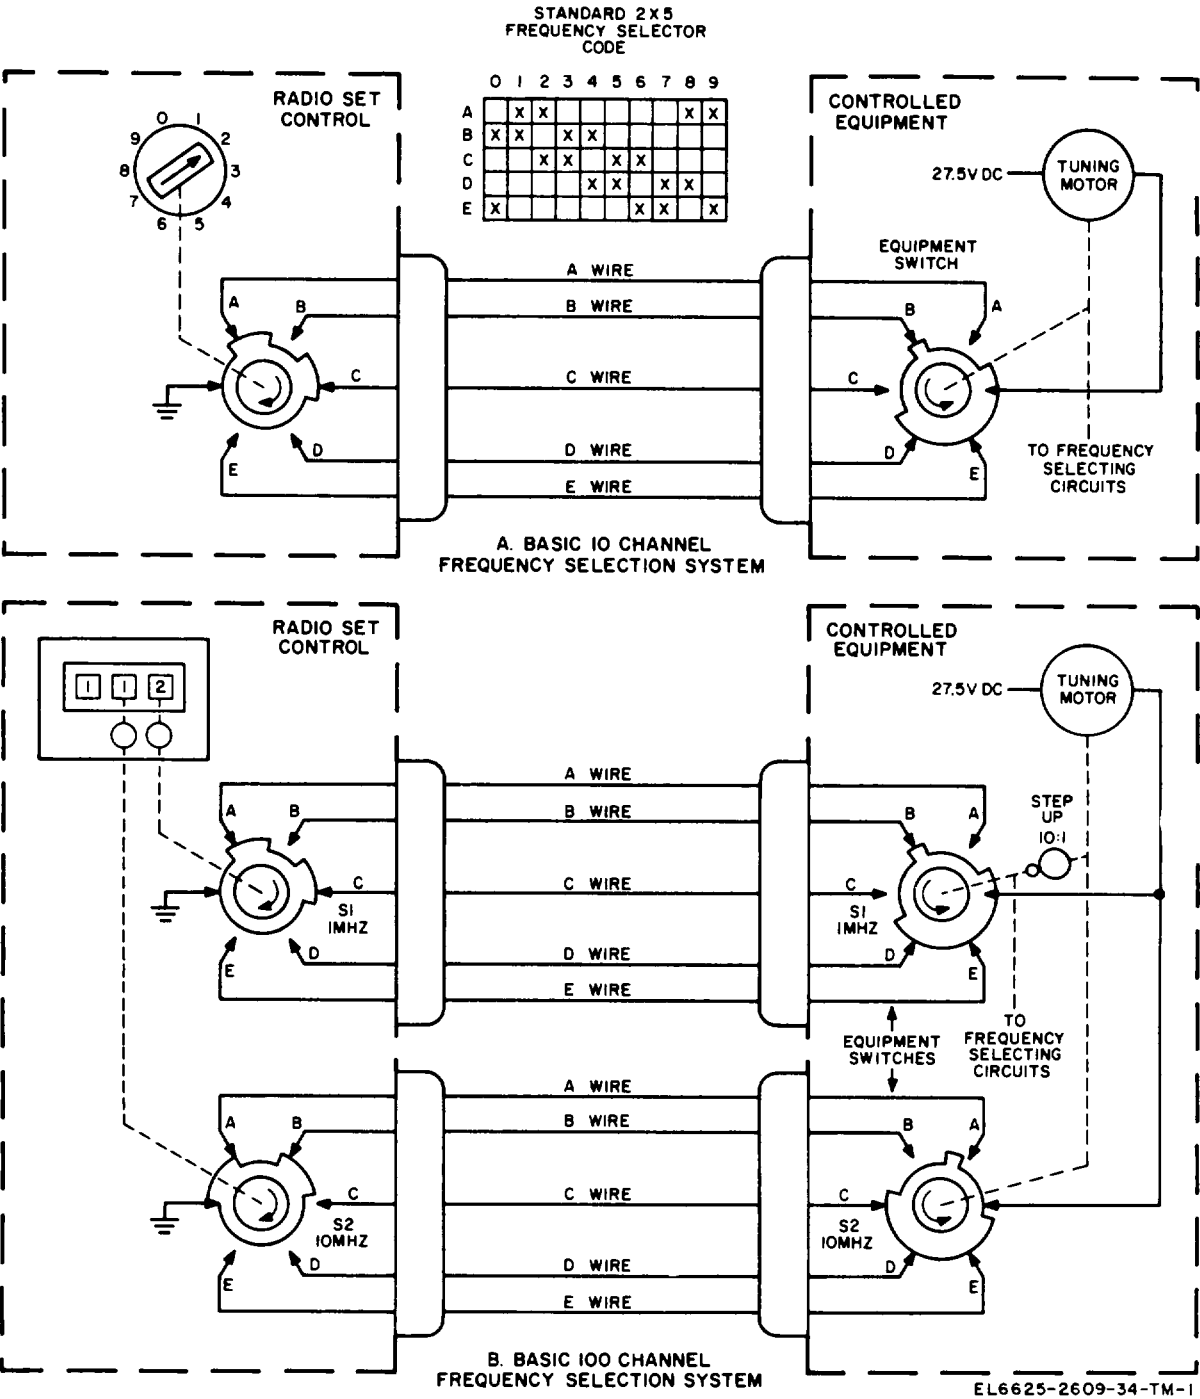 STANDARD 2X5
FREQUENCY SELECTOR
CODE
0 1 2 3 4 5 6 7 8 9
A X X X X
B X X X X
C X X X X
D X X X X
E X X X X
RADIO SET
CONTROL
0 1 2 3 4 5 6 7 8 9
A
B
C
D
E
A WIRE
B WIRE
C WIRE
D WIRE
E WIRE
CONTROLLED
EQUIPMENT
27.5V DC
TUNING
MOTOR
EQUIPMENT
SWITCH
B
A
C
D
E
TO FREQUENCY
SELECTING
CIRCUITS
A. BASIC 10 CHANNEL
FREQUENCY SELECTION SYSTEM
RADIO SET
CONTROL
1 1 2
A
B
C
S1
1MHZ
D
E
A WIRE
B WIRE
C WIRE
D WIRE
E WIRE
CONTROLLED
EQUIPMENT
27.5V DC
TUNING
MOTOR
STEP
UP
10:1
B
A
C
S1
1MHZ
D
E
EQUIPMENT
SWITCHES
TO
FREQUENCY
SELECTING
CIRCUITS
A
B
C
S2
10MHZ
D
E
A WIRE
B WIRE
C WIRE
D WIRE
E WIRE
B
A
C
S2
10MHZ
D
E
B. BASIC 100 CHANNEL
FREQUENCY SELECTION SYSTEM
EL6625-2609-34-TM-1